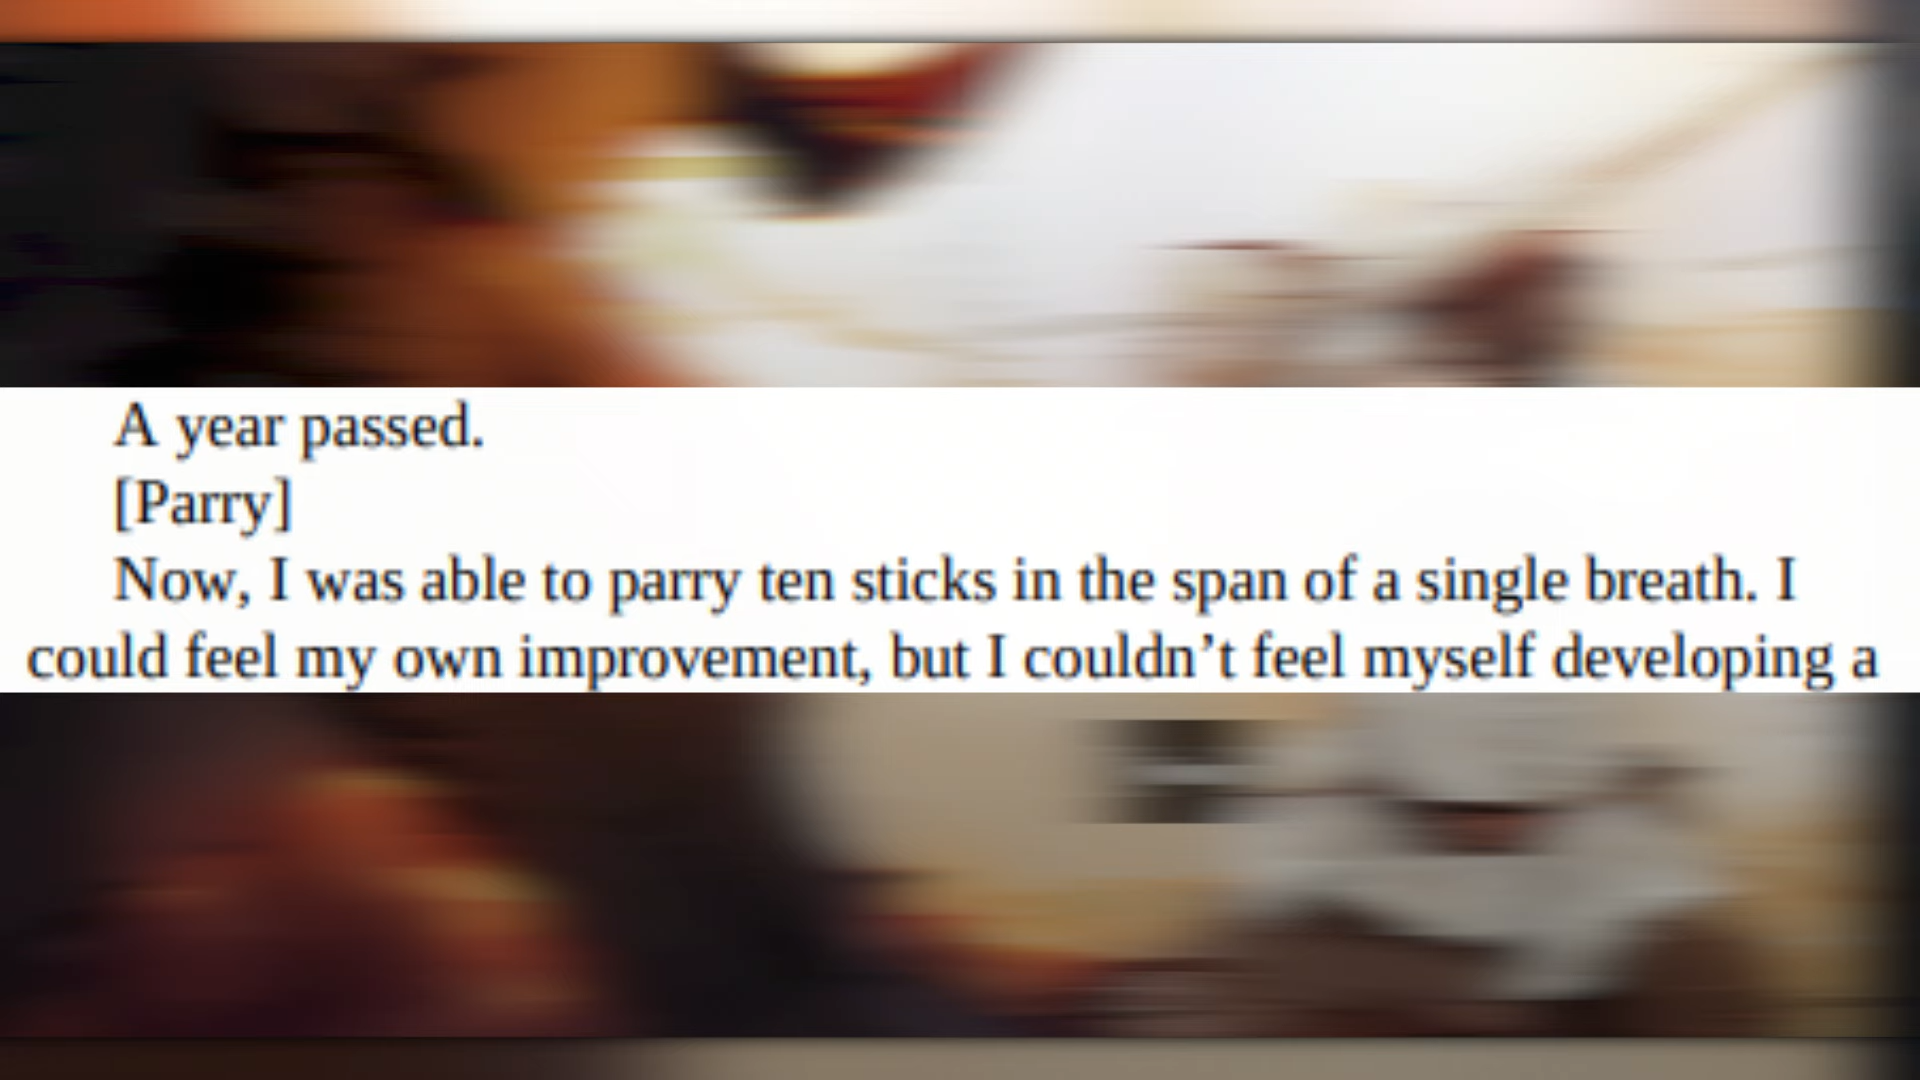 A year passed.
[Parry]
Now, I was able to parry ten sticks in the span of a single breath. I
could feel my own improvement, but I couldn’t feel myself developing a